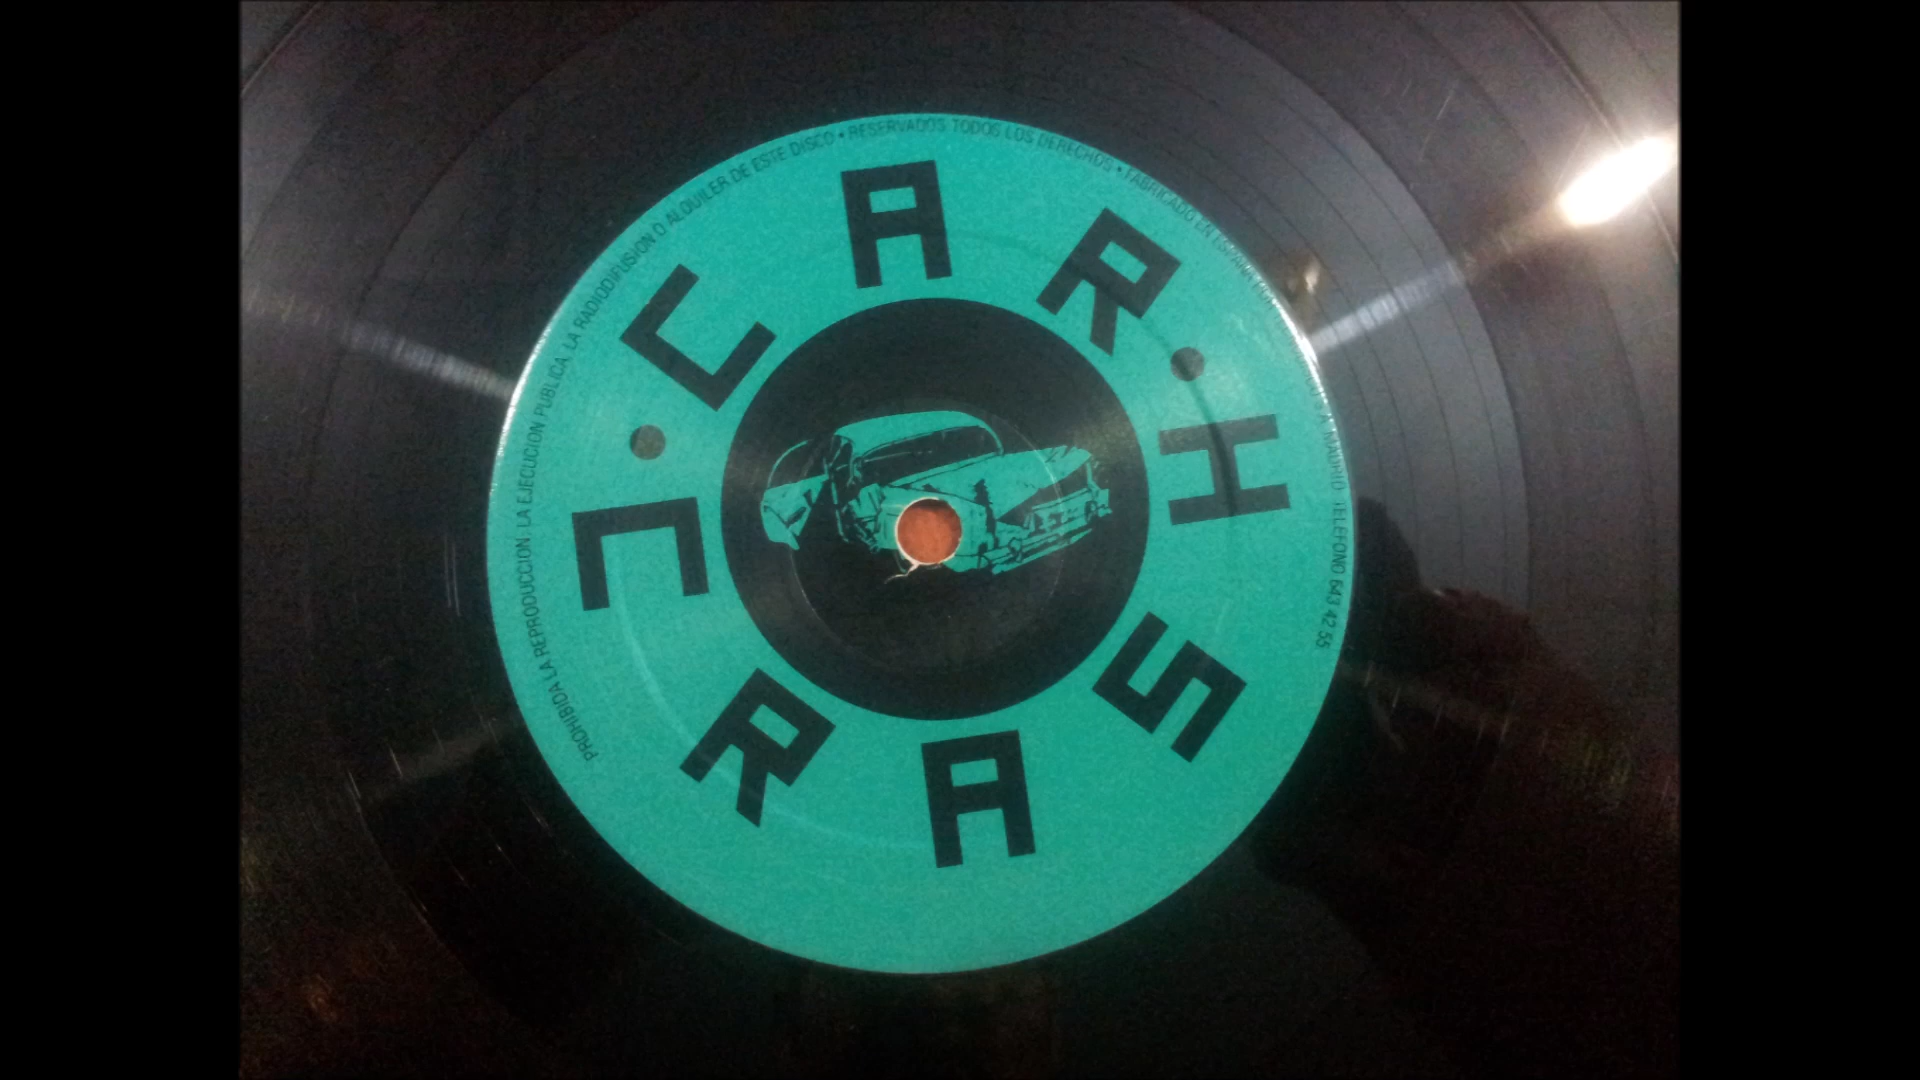 CAR · CRASH
PROHIBIDA LA REPRODUCCION, LA EJECUCION PUBLICA, LA RADIODIFUSION O ALQUILER DE ESTE DISCO • RESERVADOS TODOS LOS DERECHOS • FABRICADO EN ESPAÑA MADRID TELEFONO 643 42 55